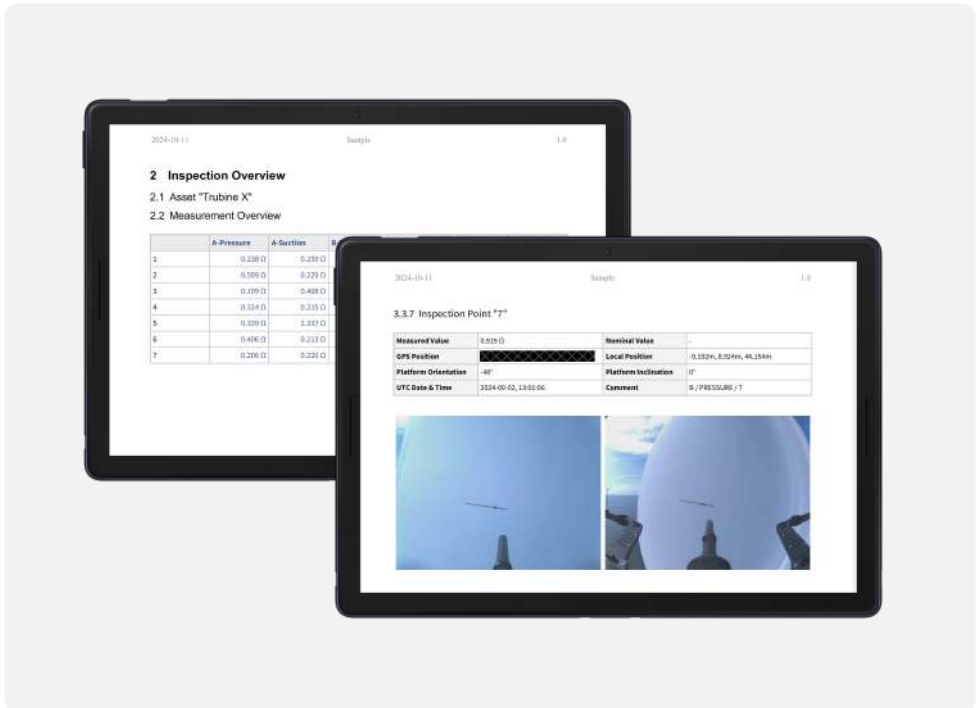 2024-10-11 Sample 1.0
2 Inspection Overview
2.1 Asset "Trubine X"
2.2 Measurement Overview
A-Pressure A-Suction
1 0.238 Ω 0.299 Ω
2 0.509 Ω 0.229 Ω
3 0.199 Ω 0.408 Ω
4 0.314 Ω 0.235 Ω
5 0.339 Ω 1.337 Ω
6 0.406 Ω 0.213 Ω
7 0.206 Ω 0.220 Ω
2024-10-11 Sample 1.0
3.3.7 Inspection Point "7"
Measured Value 0.919 Ω Nominal Value -
GPS Position Local Position -9.192m, 8.924m, 44.154m
Platform Orientation -48° Platform Inclination 0°
UTC Date & Time 2024-09-02, 13:01:06 Comment B / PRESSURE / 7